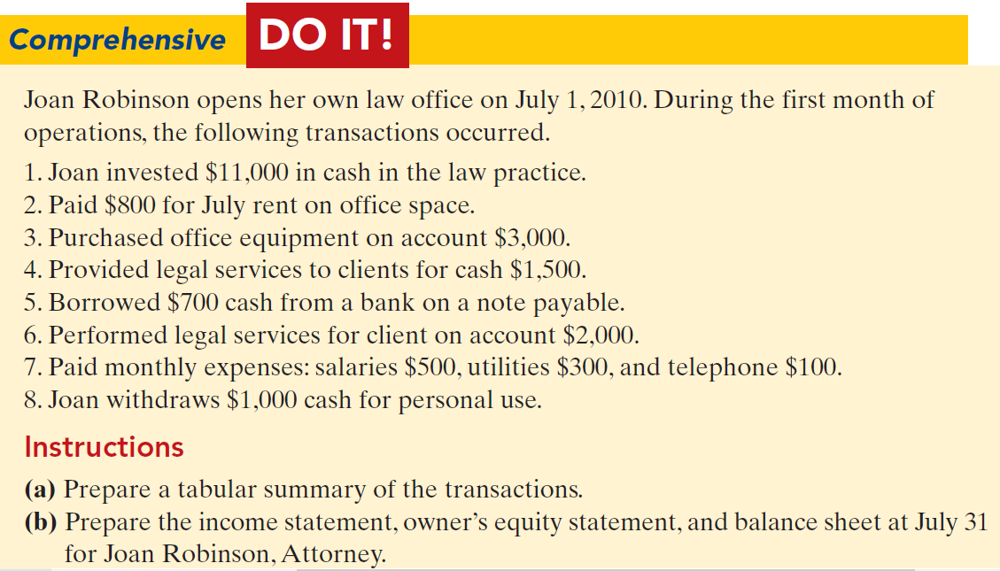 Comprehensive DO IT!
Joan Robinson opens her own law office on July 1, 2010. During the first month of
operations, the following transactions occurred.
1. Joan invested $11,000 in cash in the law practice.
2. Paid $800 for July rent on office space.
3. Purchased office equipment on account $3,000.
4. Provided legal services to clients for cash $1,500.
5. Borrowed $700 cash from a bank on a note payable.
6. Performed legal services for client on account $2,000.
7. Paid monthly expenses: salaries $500, utilities $300, and telephone $100.
8. Joan withdraws $1,000 cash for personal use.
Instructions
(a) Prepare a tabular summary of the transactions.
(b) Prepare the income statement, owner's equity statement, and balance sheet at July 31
for Joan Robinson, Attorney.